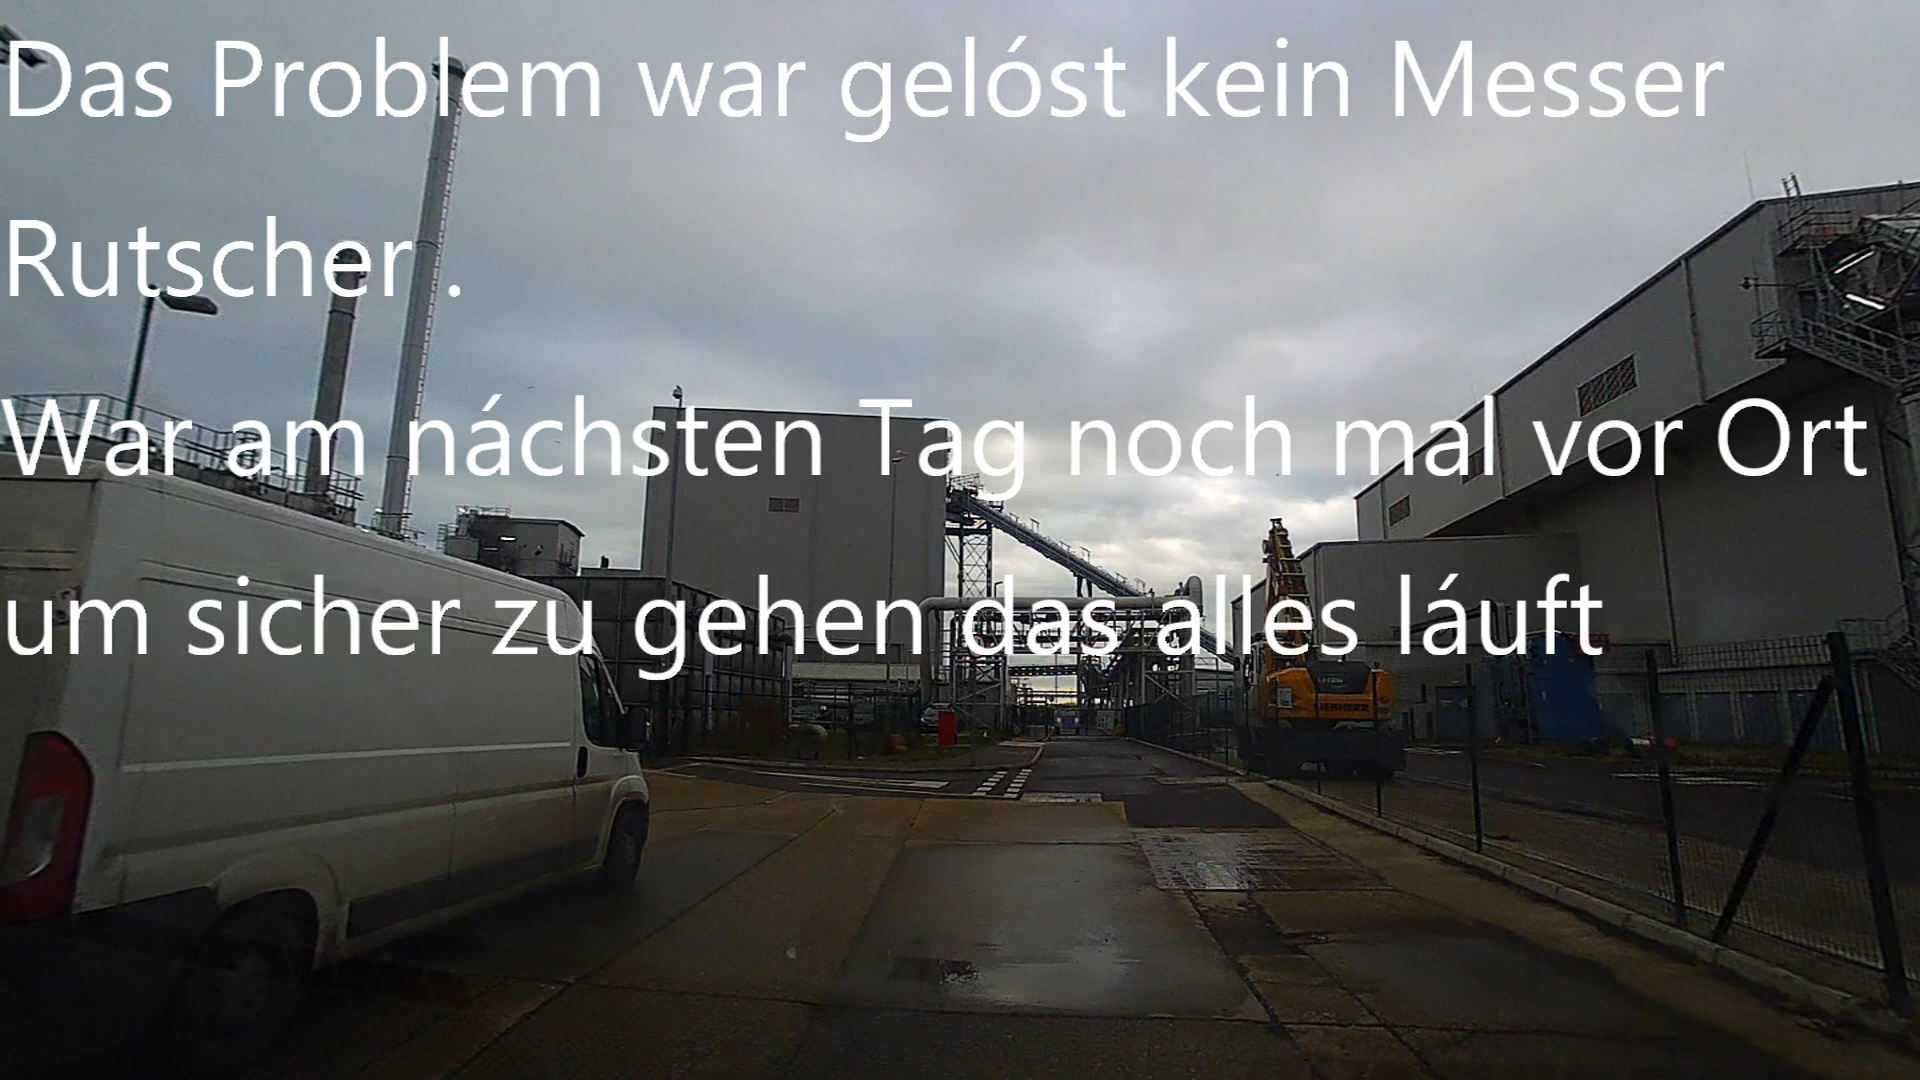 Das Problem war gelóst kein Messer
Rutscher .
War am náchsten Tag noch mal vor Ort
um sicher zu gehen das alles láuft